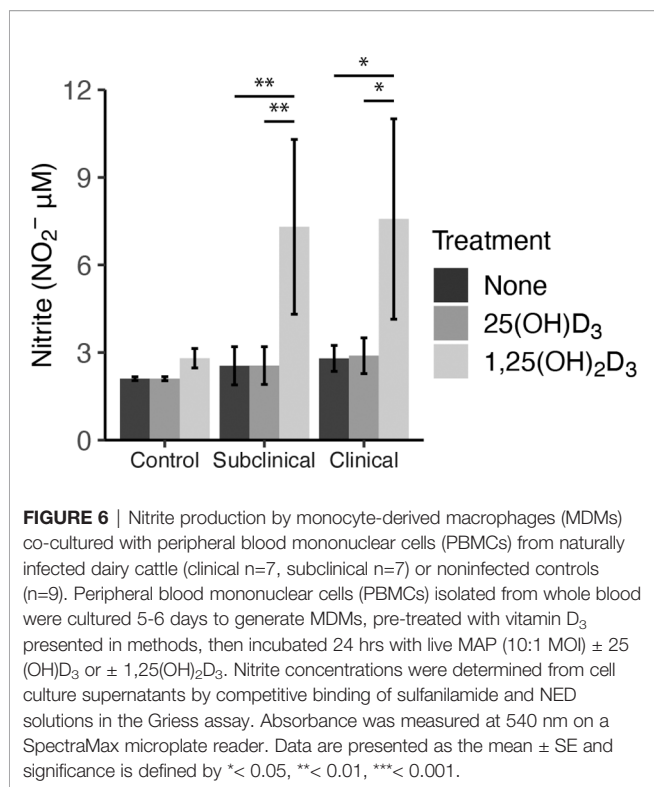 *
**
*
**
12
9
6
3
0
Nitrite (NO₂⁻ μM)
Control Subclinical Clinical
Treatment
None
25(OH)D₃
1,25(OH)₂D₃
FIGURE 6 | Nitrite production by monocyte-derived macrophages (MDMs)
co-cultured with peripheral blood mononuclear cells (PBMCs) from naturally
infected dairy cattle (clinical n=7, subclinical n=7) or noninfected controls
(n=9). Peripheral blood mononuclear cells (PBMCs) isolated from whole blood
were cultured 5-6 days to generate MDMs, pre-treated with vitamin D₃
presented in methods, then incubated 24 hrs with live MAP (10:1 MOI) ± 25
(OH)D₃ or ± 1,25(OH)₂D₃. Nitrite concentrations were determined from cell
culture supernatants by competitive binding of sulfanilamide and NED
solutions in the Griess assay. Absorbance was measured at 540 nm on a
SpectraMax microplate reader. Data are presented as the mean ± SE and
significance is defined by *< 0.05, **< 0.01, ***< 0.001.